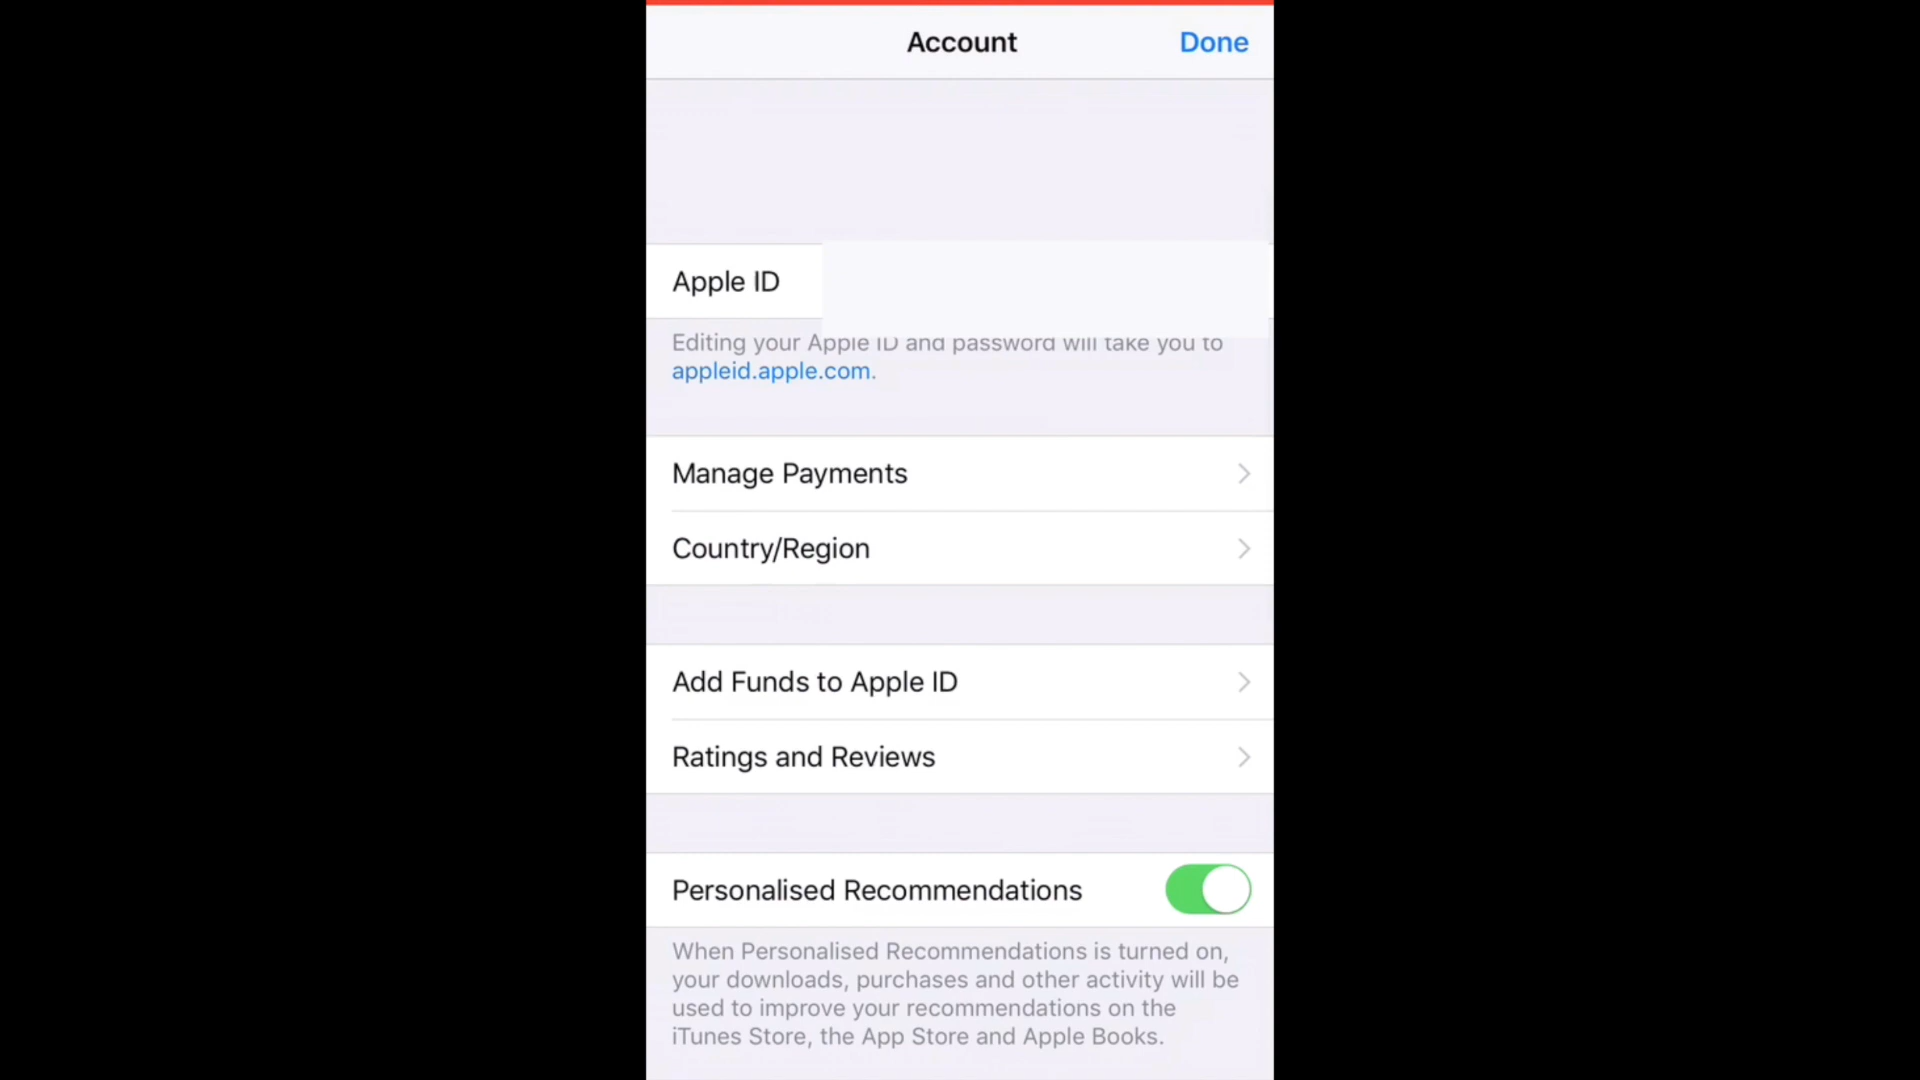 Account
Done
Apple ID
Editing your Apple ID and password will take you to
appleid.apple.com.
Manage Payments
Country/Region
Add Funds to Apple ID
Ratings and Reviews
Personalised Recommendations
When Personalised Recommendations is turned on,
your downloads, purchases and other activity will be
used to improve your recommendations on the
iTunes Store, the App Store and Apple Books.